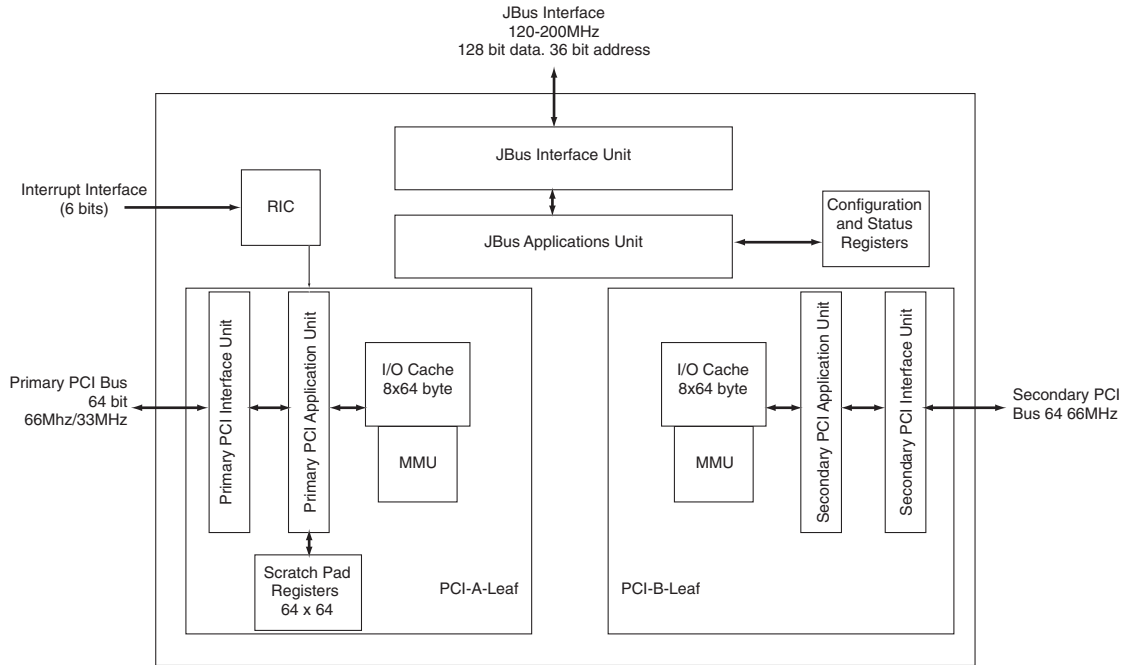 JBus Interface
120-200MHz
128 bit data. 36 bit address
JBus Interface Unit
Interrupt Interface
(6 bits)
RIC
JBus Applications Unit
Configuration
and Status
Registers
Primary PCI Bus
64 bit
66Mhz/33MHz
Primary PCI Interface Unit
Primary PCI Application Unit
I/O Cache
8x64 byte
MMU
Scratch Pad
Registers
64 x 64
PCI-A-Leaf
I/O Cache
8x64 byte
MMU
Secondary PCI Application Unit
Secondary PCI Interface Unit
PCI-B-Leaf
Secondary PCI
Bus 64 66MHz